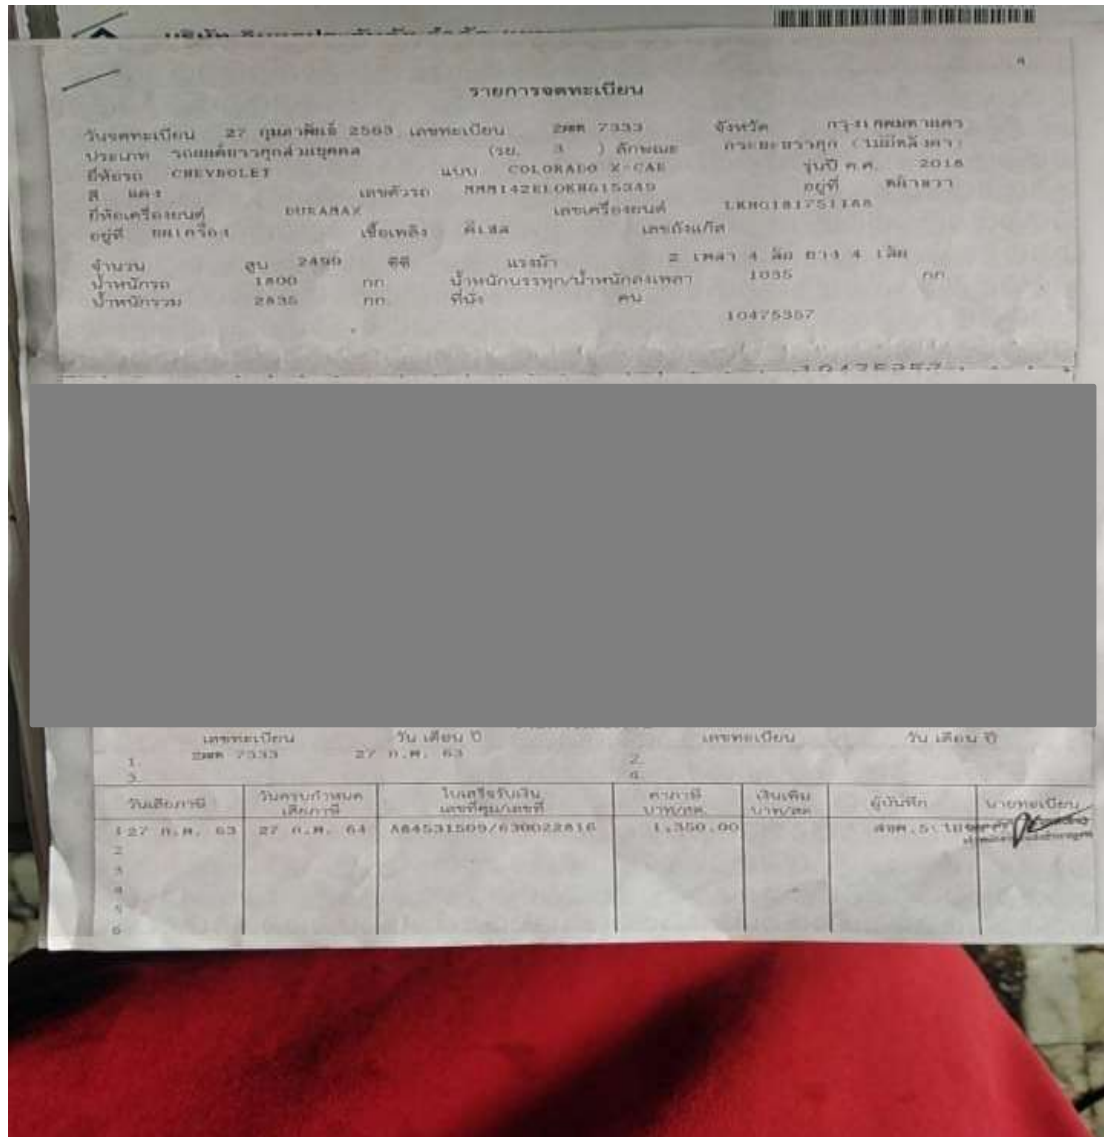 รายการจดทะเบียน
วันจดทะเบียน 27 กุมภาพันธ์ 2563 เลขทะเบียน 7333 จังหวัด กรุงเทพมหานคร
ประเภท รถยนต์บรรทุกส่วนบุคคล (รย. 3 ) ลักษณะ กระบะบรรทุก (ไม่มีหลังคา)
ยี่ห้อรถ CHEVROLET แบบ COLORADO X-CAB รุ่นปี ค.ศ. 2018
สี แดง เลขตัวรถ อยู่ที่ หน้าขวา
ยี่ห้อเครื่องยนต์ DURAMAX เลขเครื่องยนต์
อยู่ที่ เครื่อง เชื้อเพลิง ดีเซล เลขถังแก๊ส
จำนวน สูบ 2499 ซีซี แรงม้า 2 เพลา 4 ล้อ ยาง 4 เส้น
น้ำหนักรถ 1800 กก น้ำหนักบรรทุก/น้ำหนักลงเพลา 1035 กก
น้ำหนักรวม 2835 กก. ที่นั่ง คน
10475357
10475357
เลขทะเบียน วัน เดือน ปี เลขทะเบียน วัน เดือน ปี
1. 7333 27 ก.พ. 63 2.
3. 4.
วันเสียภาษี วันครบกำหนดเสียภาษี ใบเสร็จรับเงิน เลขที่คุม/เลขที่ ค่าภาษี บาท/สต. เงินเพิ่ม บาท/สต ผู้บันทึก นายทะเบียน
1 27 ก.พ. 63 27 ก.พ. 64 A84531509/630022816 1,350.00
2
3
4
5
6